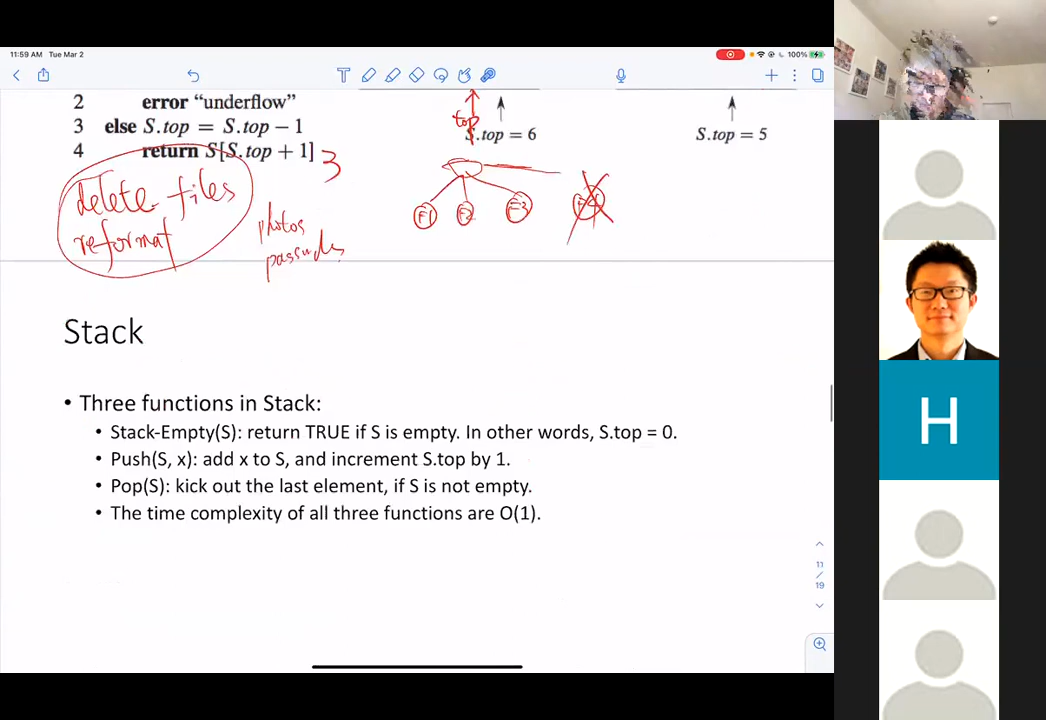 11:59 AM Tue Mar 2
100%
2 error “underflow”
3 else S.top = S.top − 1
4 return S[S.top + 1]
3
top
S.top = 6
S.top = 5
delete files
reformat
photos
F1 F2 F3
Stack
• Three functions in Stack:
• Stack-Empty(S): return TRUE if S is empty. In other words, S.top = 0.
• Push(S, x): add x to S, and increment S.top by 1.
• Pop(S): kick out the last element, if S is not empty.
• The time complexity of all three functions are O(1).
H
11
/
19